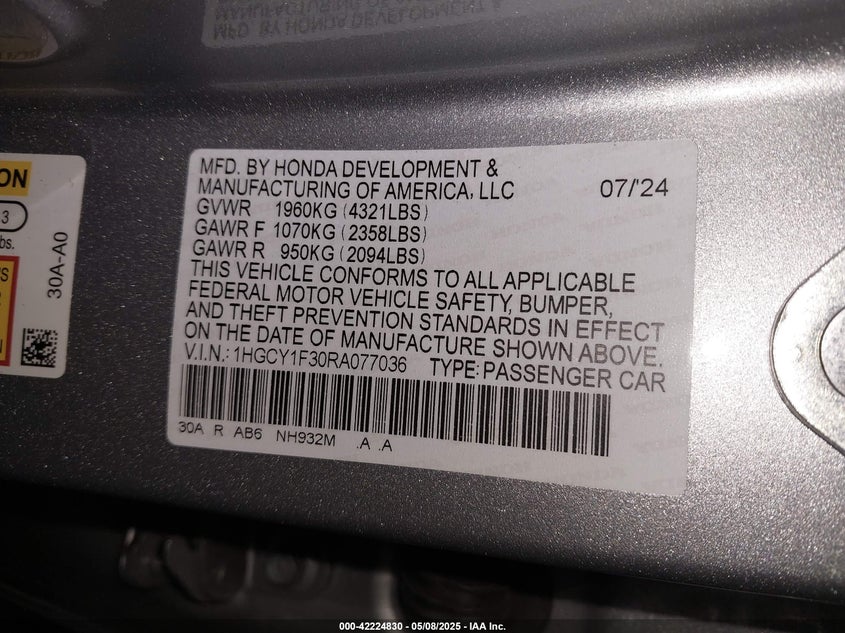 MFD. BY HONDA DEVELOPMENT &
MANUFACTURING OF AMERICA, LLC 07/'24
GVWR 1960KG (4321LBS)
GAWR F 1070KG (2358LBS)
GAWR R 950KG (2094LBS)
THIS VEHICLE CONFORMS TO ALL APPLICABLE
FEDERAL MOTOR VEHICLE SAFETY, BUMPER,
AND THEFT PREVENTION STANDARDS IN EFFECT
ON THE DATE OF MANUFACTURE SHOWN ABOVE.
V.I.N.: 1HGCY1F30RA077036 TYPE: PASSENGER CAR
30A R AB6 NH932M .A .A
ON
3
bs.
30A-A0
000-42224830 - 05/08/2025 - IAA Inc.